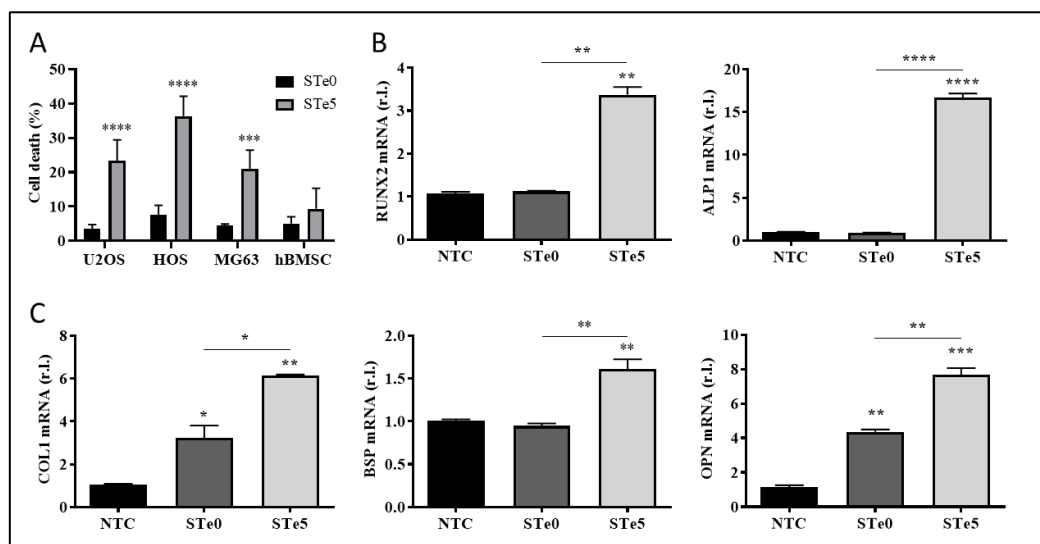 A
Cell death (%)
50
40
30
20
10
0
STe0
STe5
****
****
***
U2OS HOS MG63 hBMSC
B
RUNX2 mRNA (r.l.)
4
3
2
1
0
**
**
NTC STe0 STe5
ALP1 mRNA (r.l.)
20
15
10
5
0
****
****
NTC STe0 STe5
C
COL1 mRNA (r.l.)
8
6
4
2
0
*
**
*
NTC STe0 STe5
BSP mRNA (r.l.)
2.0
1.5
1.0
0.5
0.0
**
**
NTC STe0 STe5
OPN mRNA (r.l.)
10
8
6
4
2
0
**
***
**
NTC STe0 STe5